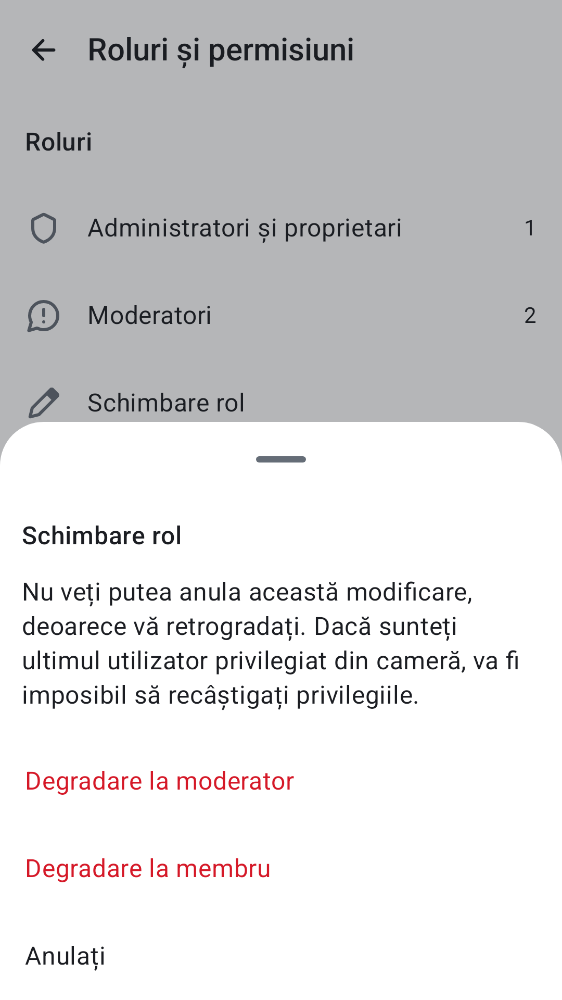 Roluri și permisiuni
Roluri
Administratori și proprietari 1
Moderatori 2
Schimbare rol
Schimbare rol
Nu veți putea anula această modificare,
deoarece vă retrogradați. Dacă sunteți
ultimul utilizator privilegiat din cameră, va fi
imposibil să recâștigați privilegiile.
Degradare la moderator
Degradare la membru
Anulați